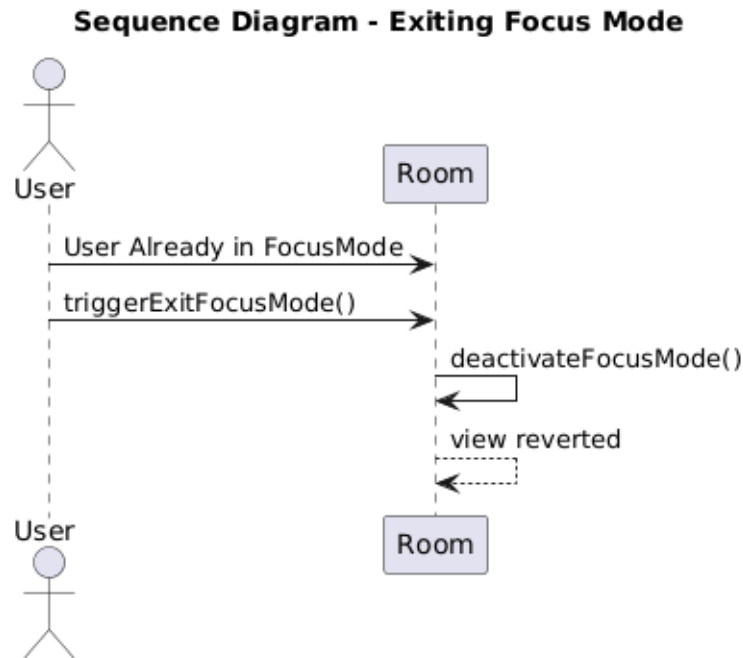 Sequence Diagram - Exiting Focus Mode
User
Room
User Already in FocusMode
triggerExitFocusMode()
deactivateFocusMode()
view reverted
User
Room